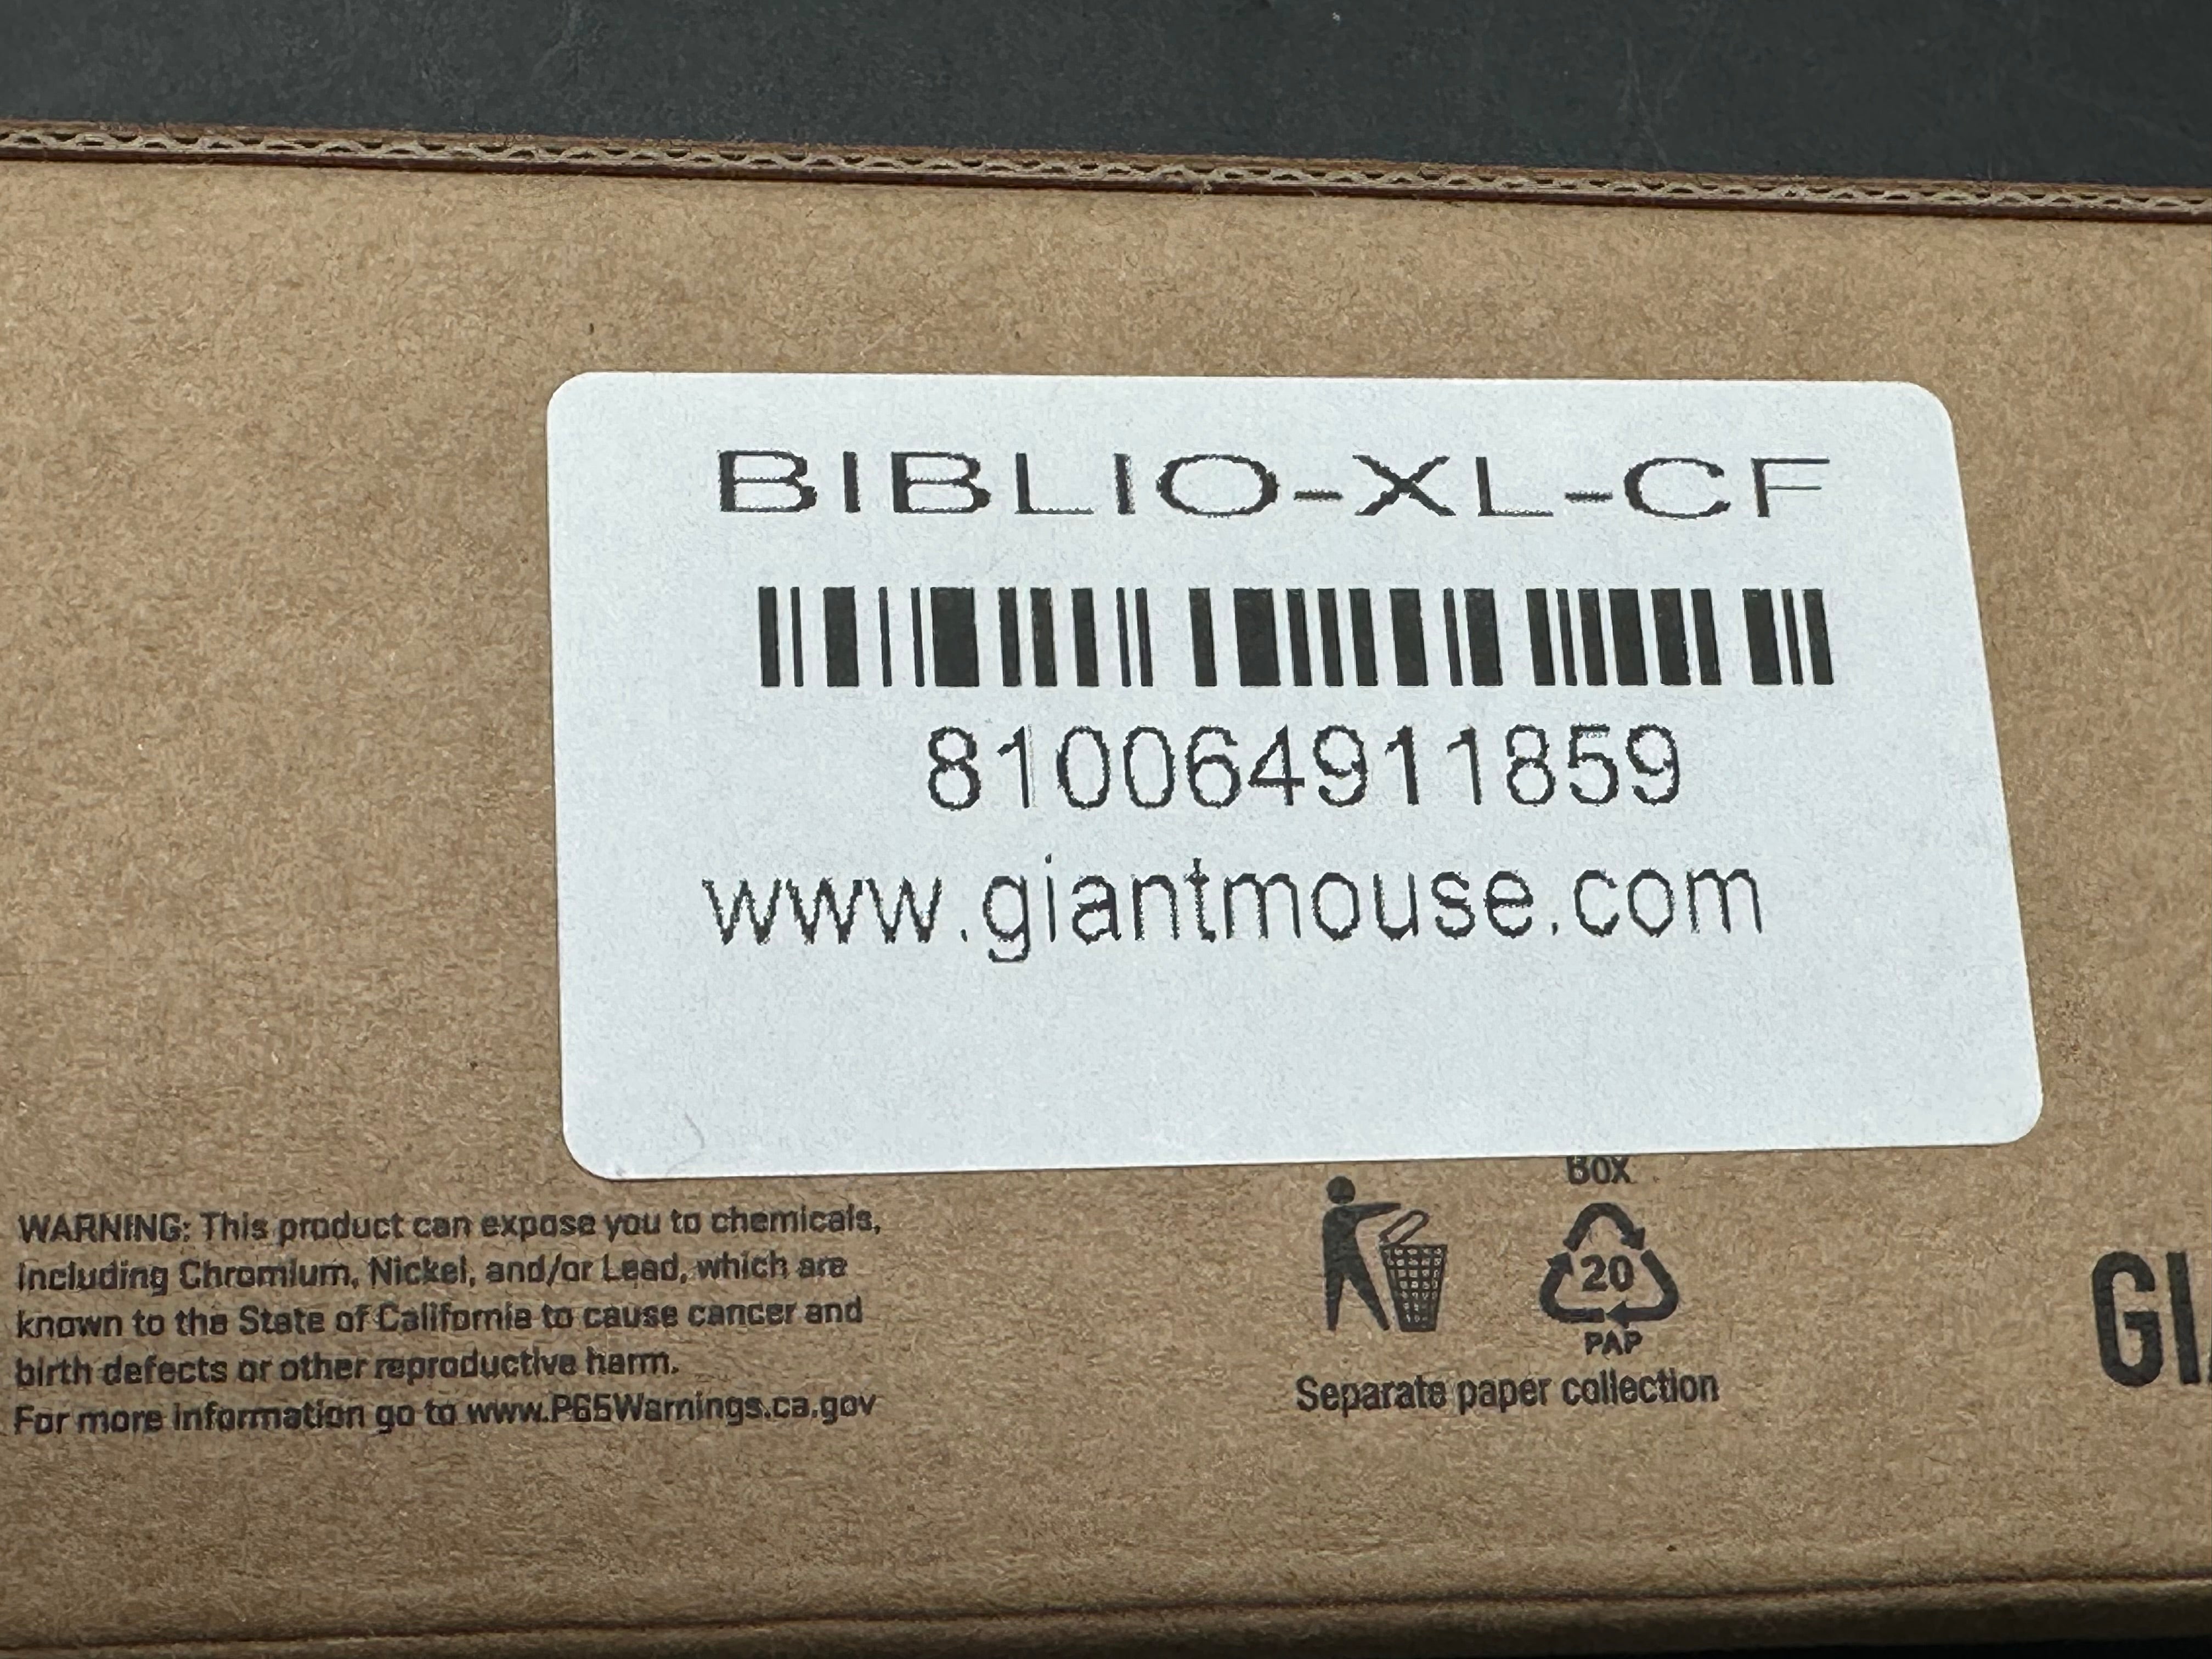 BIBLIO-XL-CF
810064911859
www.giantmouse.com
WARNING: This product can expose you to chemicals,
including Chromium, Nickel, and/or Lead, which are
known to the State of California to cause cancer and
birth defects or other reproductive harm.
For more information go to www.P65Warnings.ca.gov
Box
20
PAP
Separate paper collection